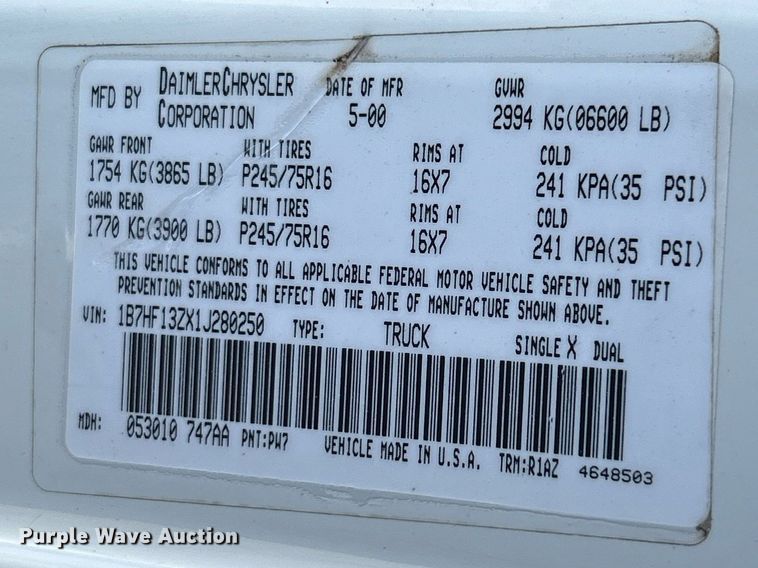 MFD BY DAIMLERCHRYSLER CORPORATION DATE OF MFR 5-00 GVWR 2994 KG(06600 LB)
GAWR FRONT WITH TIRES RIMS AT COLD
1754 KG(3865 LB) P245/75R16 16X7 241 KPA(35 PSI)
GAWR REAR WITH TIRES RIMS AT COLD
1770 KG(3900 LB) P245/75R16 16X7 241 KPA(35 PSI)
THIS VEHICLE CONFORMS TO ALL APPLICABLE FEDERAL MOTOR VEHICLE SAFETY AND THEFT
PREVENTION STANDARDS IN EFFECT ON THE DATE OF MANUFACTURE SHOWN ABOVE.
VIN: 1B7HF13ZX1J280250 TYPE: TRUCK SINGLE X DUAL
MDH: 053010 747AA PNT:PW7 VEHICLE MADE IN U.S.A. TRM:R1AZ 4648503
Purple Wave Auction